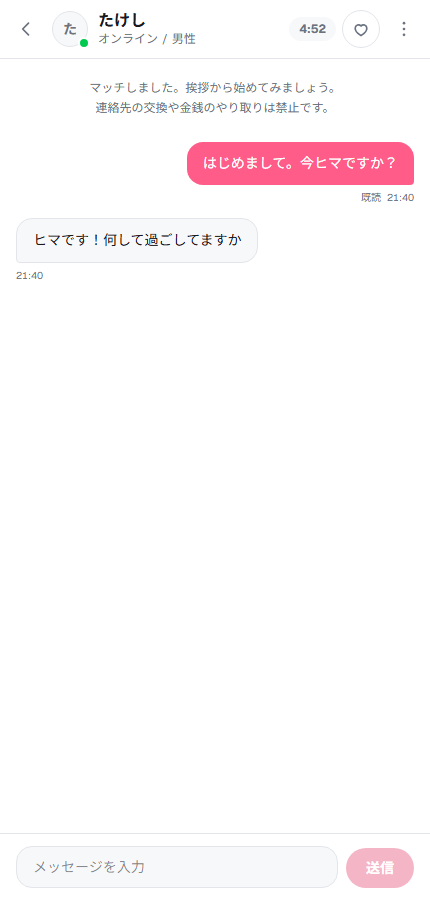 たけし
た
オンライン / 男性
4:52
マッチしました。挨拶から始めてみましょう。
連絡先の交換や金銭のやり取りは禁止です。
はじめまして。今ヒマですか？
既読 21:40
ヒマです！何して過ごしてますか
21:40
メッセージを入力
送信